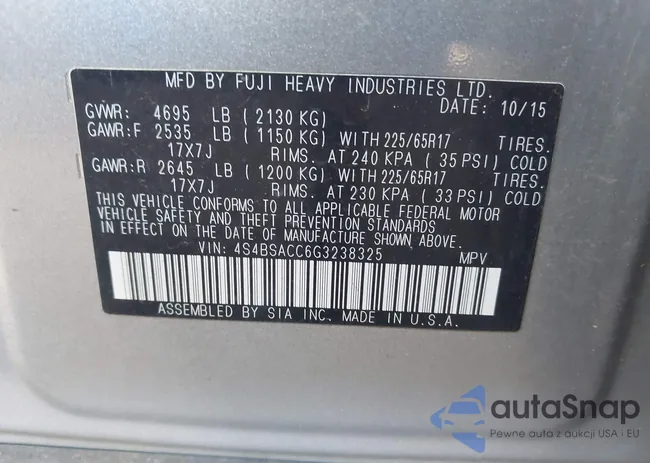 MFD BY FUJI HEAVY INDUSTRIES LTD.
DATE: 10/15
GVWR: 4695 LB (2130 KG)
GAWR:F 2535 LB (1150 KG) WITH 225/65R17 TIRES.
17X7J RIMS. AT 240 KPA (35 PSI) COLD
GAWR:R 2645 LB (1200 KG) WITH 225/65R17 TIRES.
17X7J RIMS. AT 230 KPA (33 PSI) COLD
THIS VEHICLE CONFORMS TO ALL APPLICABLE FEDERAL MOTOR
VEHICLE SAFETY AND THEFT PREVENTION STANDARDS
IN EFFECT ON THE DATE OF MANUFACTURE SHOWN ABOVE.
VIN: 4S4BSACC6G3238325 MPV
ASSEMBLED BY SIA INC. MADE IN U.S.A.
autaSnap
Pewne auta z aukcji USA i EU